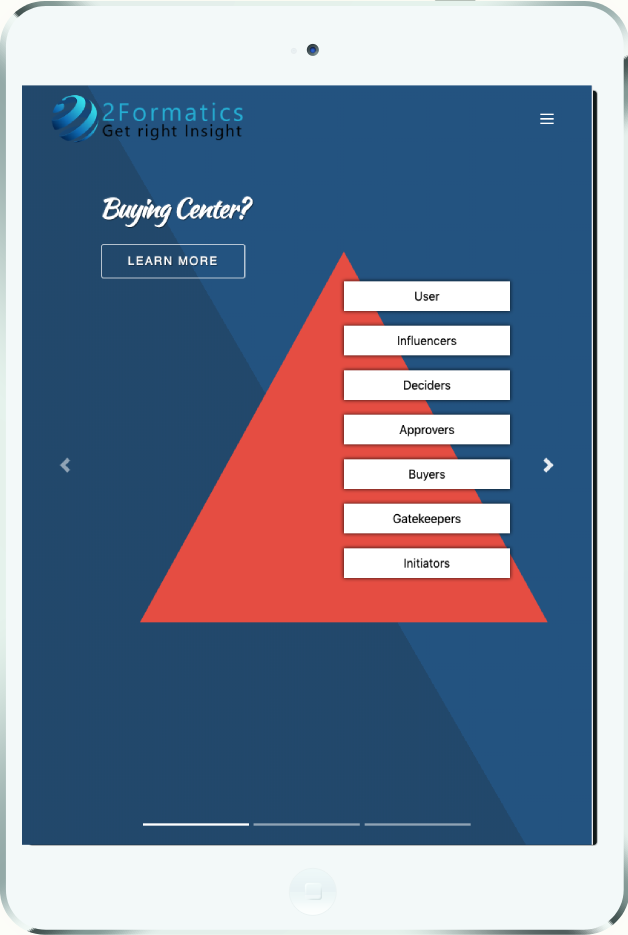 2Formatics
Get right Insight
Buying Center?
LEARN MORE
User
Influencers
Deciders
Approvers
Buyers
Gatekeepers
Initiators